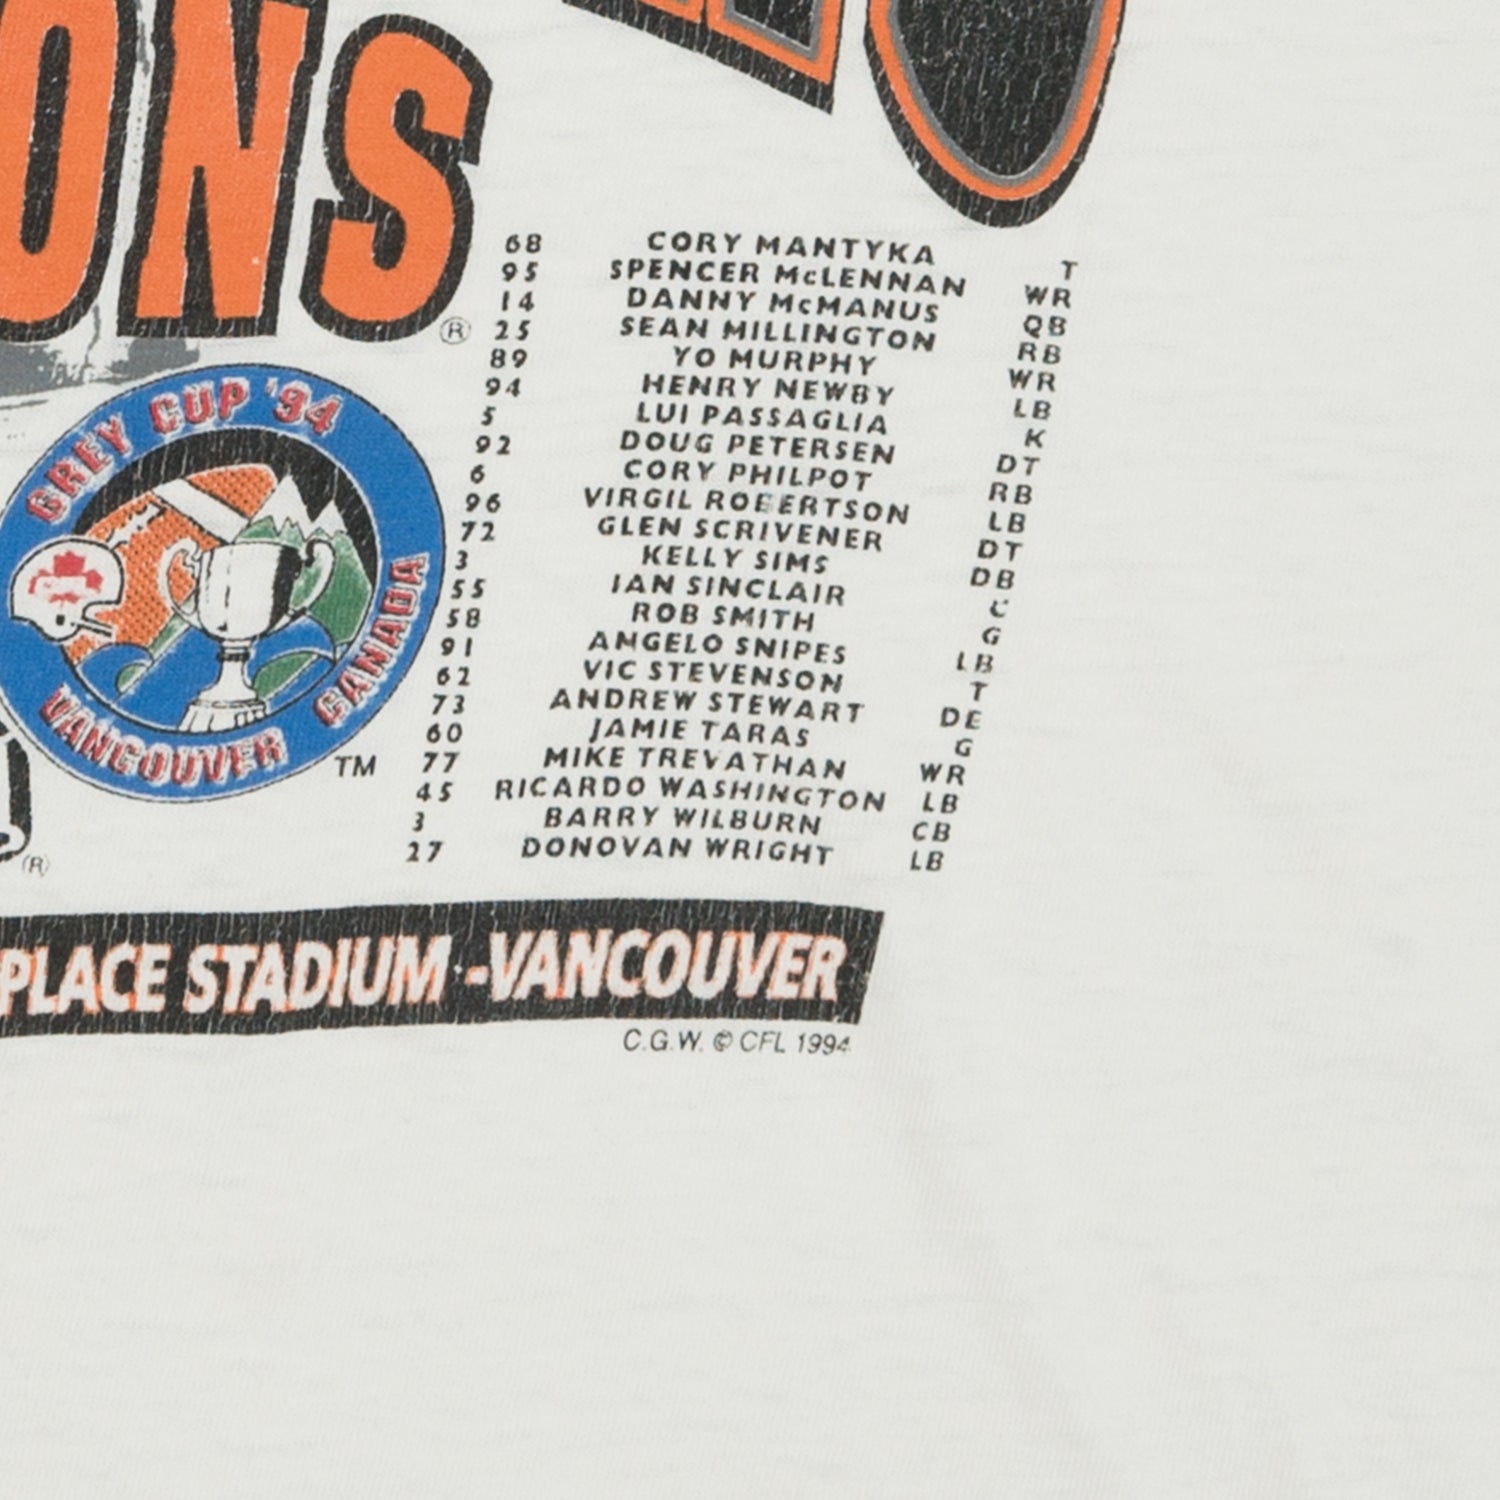 ONS
®
68 CORY MANTYKA T
95 SPENCER McLENNAN WR
14 DANNY McMANUS QB
25 SEAN MILLINGTON RB
89 YO MURPHY WR
94 HENRY NEWBY LB
5 LUI PASSAGLIA K
92 DOUG PETERSEN DT
6 CORY PHILPOT RB
96 VIRGIL ROBERTSON LB
72 GLEN SCRIVENER DT
3 KELLY SIMS DB
55 IAN SINCLAIR C
58 ROB SMITH G
91 ANGELO SNIPES LB
62 VIC STEVENSON T
73 ANDREW STEWART DE
60 JAMIE TARAS G
77 MIKE TREVATHAN WR
45 RICARDO WASHINGTON LB
3 BARRY WILBURN CB
27 DONOVAN WRIGHT LB
GREY CUP '94
VANCOUVER CANADA
TM
(R)
PLACE STADIUM -VANCOUVER
C.G.W. © CFL 1994